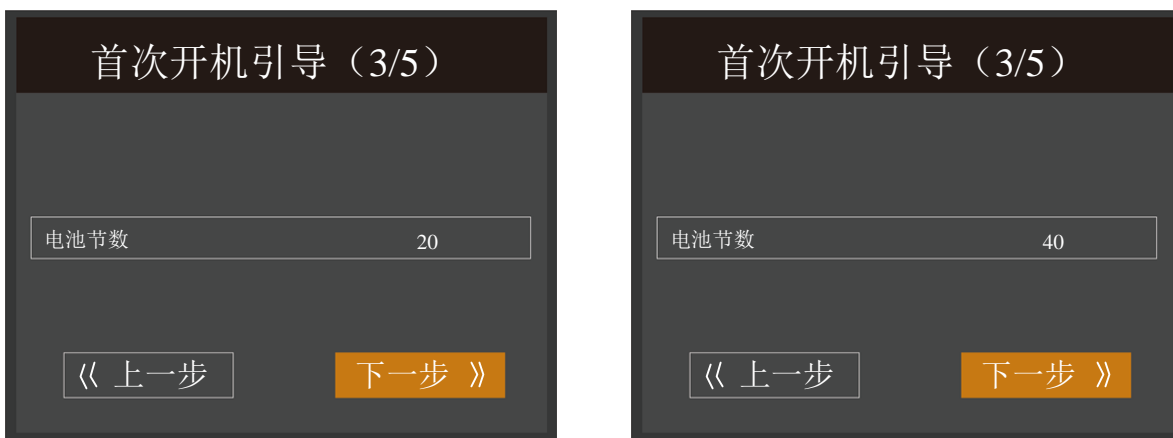 首次开机引导（3/5）
电池节数 20
《 上一步 下一步 》
首次开机引导（3/5）
电池节数 40
《 上一步 下一步 》